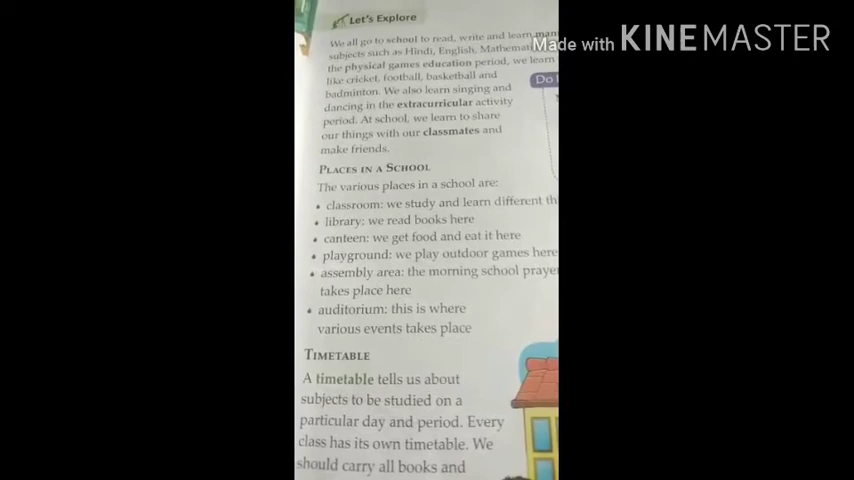 Let's Explore
We all go to school to read, write and learn many
subjects such as Hindi, English, Mathemati
the physical games education period, we learn
like cricket, football, basketball and
badminton. We also learn singing and
dancing in the extracurricular activity
period. At school, we learn to share
our things with our classmates and
make friends.
Do
PLACES IN A SCHOOL
The various places in a school are:
• classroom: we study and learn different th
• library: we read books here
• canteen: we get food and eat it here
• playground: we play outdoor games here
• assembly area: the morning school prayer
takes place here
• auditorium: this is where
various events takes place
TIMETABLE
A timetable tells us about
subjects to be studied on a
particular day and period. Every
class has its own timetable. We
should carry all books and
Made with KINEMASTER